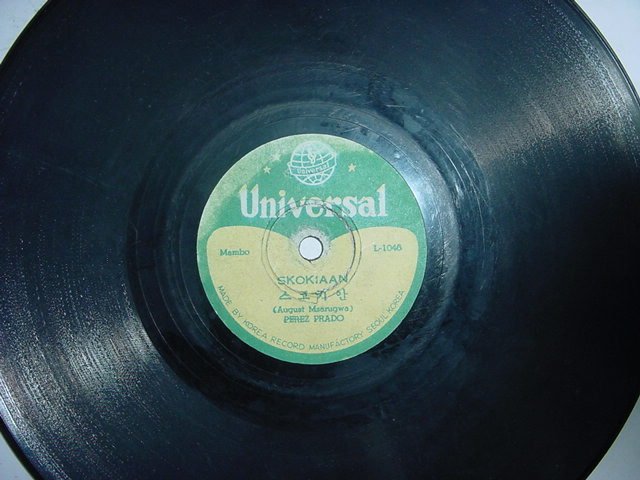 Universal
Universal
Mambo
L-1046
SKOKIAAN
스코키안
(August Msarugwa)
PEREZ PRADO
MADE BY KOREA RECORD MANUFACTORY SEOUL KOREA